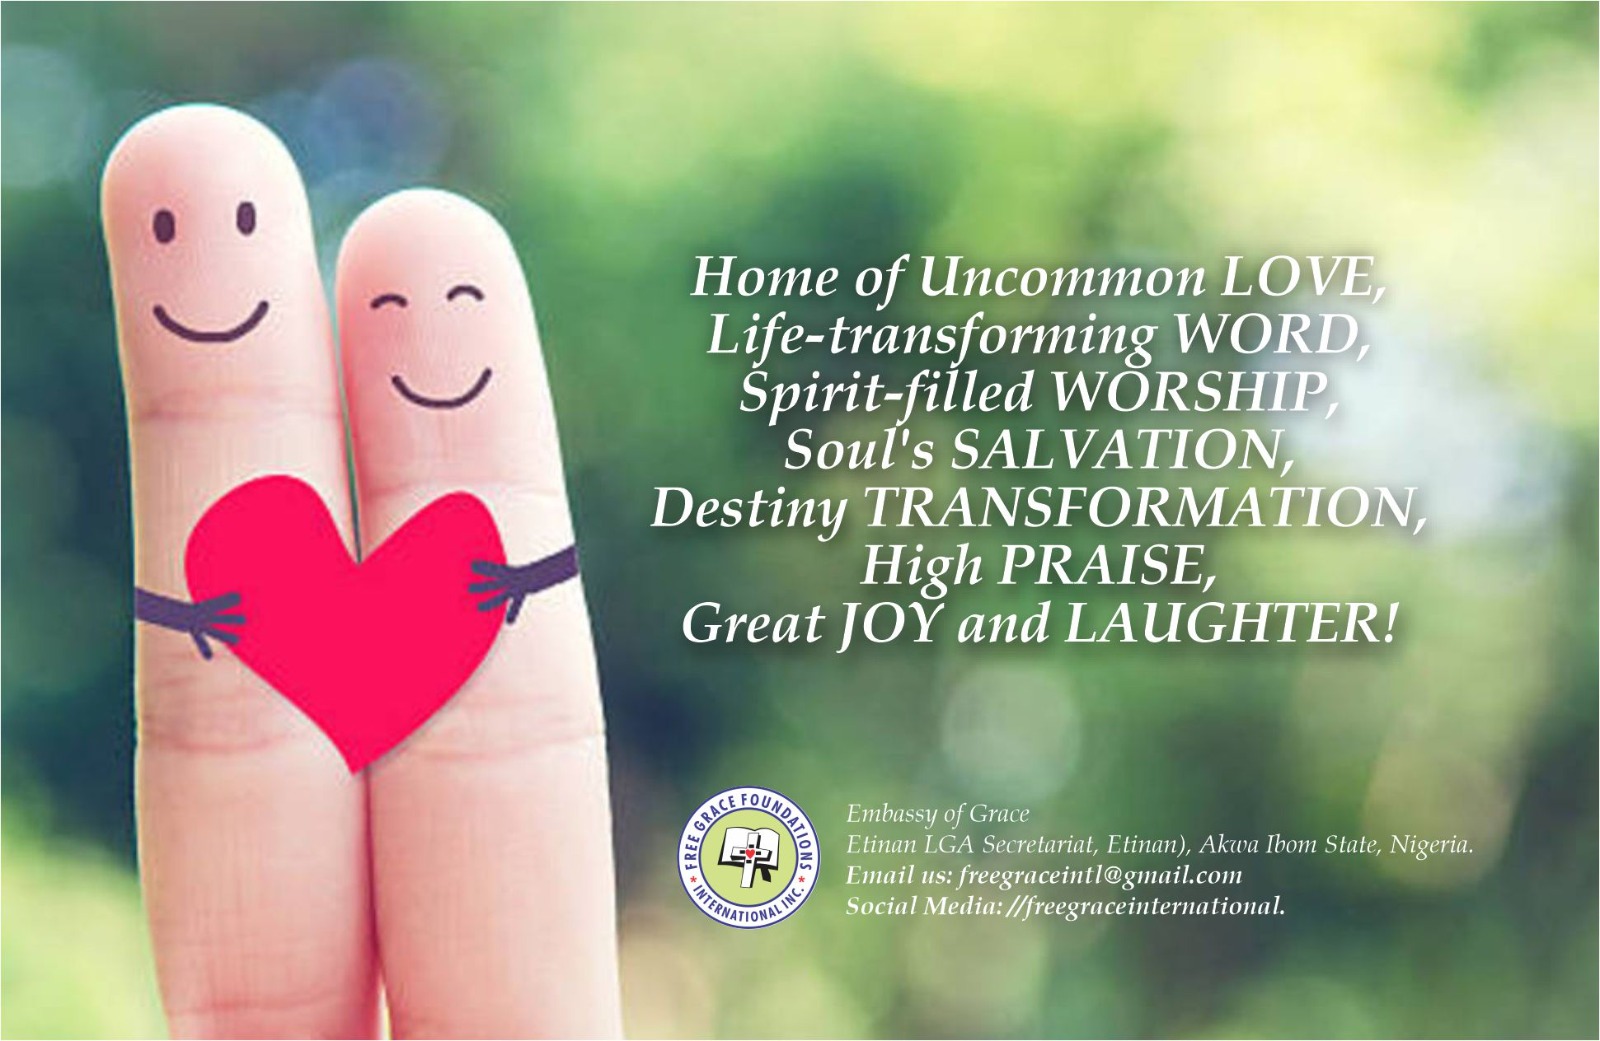 Home of Uncommon LOVE,
Life-transforming WORD,
Spirit-filled WORSHIP,
Soul's SALVATION,
Destiny TRANSFORMATION,
High PRAISE,
Great JOY and LAUGHTER!
FREE GRACE FOUNDATIONS
* INTERNATIONAL INC. *
Embassy of Grace
Etinan LGA Secretariat, Etinan), Akwa Ibom State, Nigeria.
Email us: freegraceintl@gmail.com
Social Media: //freegraceinternational.